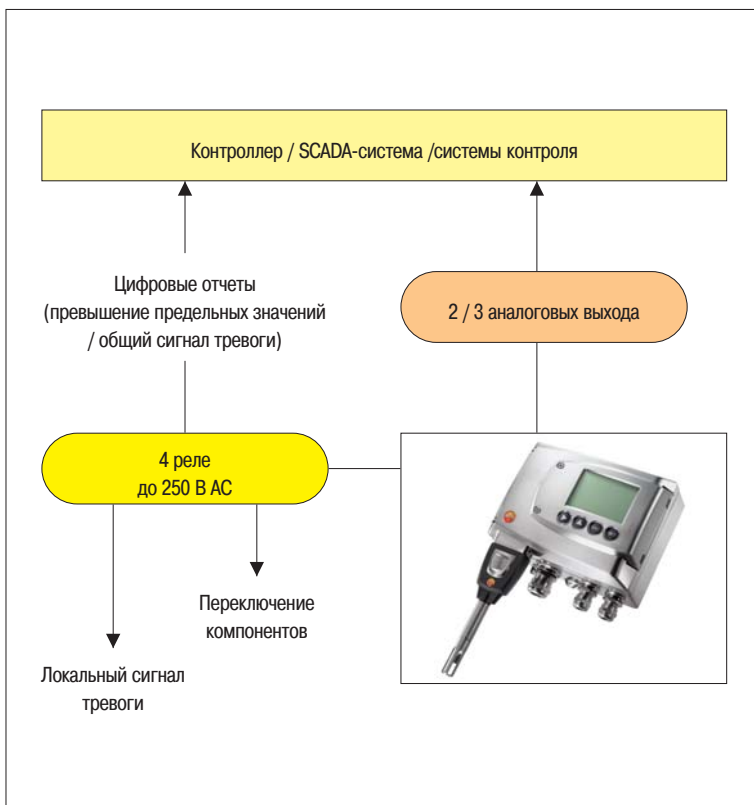 Контроллер / SCADA-система /системы контроля
Цифровые отчеты
(превышение предельных значений
/ общий сигнал тревоги)
2 / 3 аналоговых выхода
4 реле
до 250 В AC
Переключение
компонентов
Локальный сигнал
тревоги